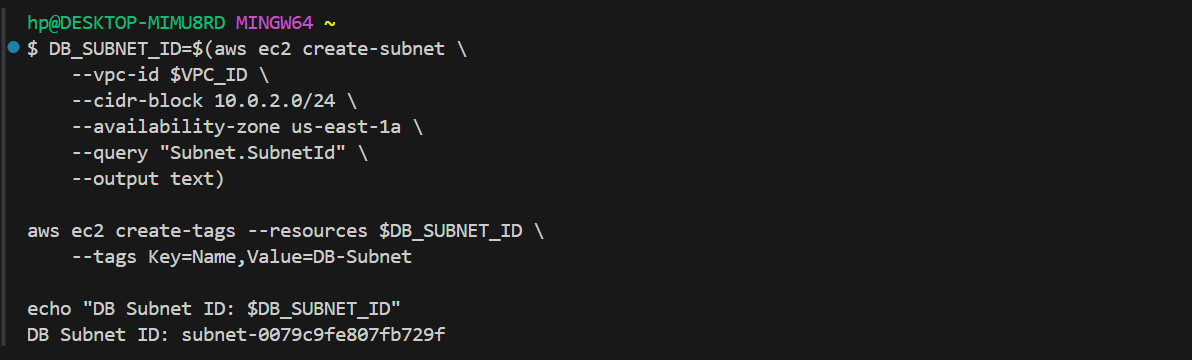 hp@DESKTOP-MIMU8RD MINGW64 ~
$ DB_SUBNET_ID=$(aws ec2 create-subnet \
    --vpc-id $VPC_ID \
    --cidr-block 10.0.2.0/24 \
    --availability-zone us-east-1a \
    --query "Subnet.SubnetId" \
    --output text)

aws ec2 create-tags --resources $DB_SUBNET_ID \
    --tags Key=Name,Value=DB-Subnet

echo "DB Subnet ID: $DB_SUBNET_ID"
DB Subnet ID: subnet-0079c9fe807fb729f